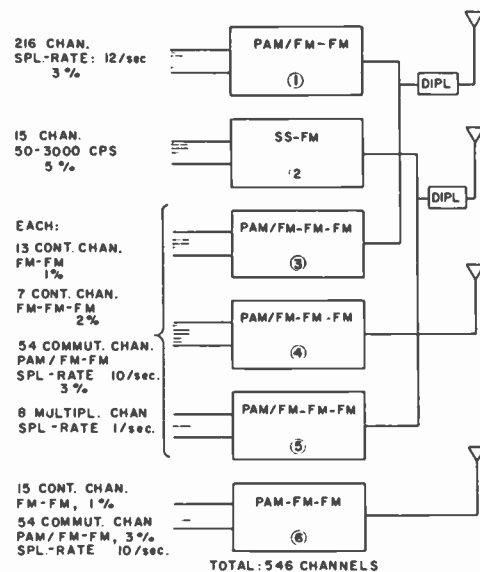 216 CHAN.
SPL.-RATE: 12/sec
3%
PAM/FM-FM
①
DIPL
15 CHAN.
50-3000 CPS
5 %
SS-FM
2
DIPL
EACH:
13 CONT. CHAN.
FM-FM
1%
7 CONT. CHAN.
FM-FM-FM
2%
54 COMMUT. CHAN.
PAM/FM-FM
SPL.-RATE 10/sec.
3%
8 MULTIPL. CHAN
SPL-RATE 1/sec.
PAM/FM-FM-FM
③
PAM/FM-FM-FM
④
PAM/FM-FM-FM
⑤
15 CONT. CHAN.
FM-FM, 1%
54 COMMUT. CHAN
PAM/FM-FM, 3%
SPL.-RATE 10/sec.
PAM-FM-FM
⑥
TOTAL: 546 CHANNELS